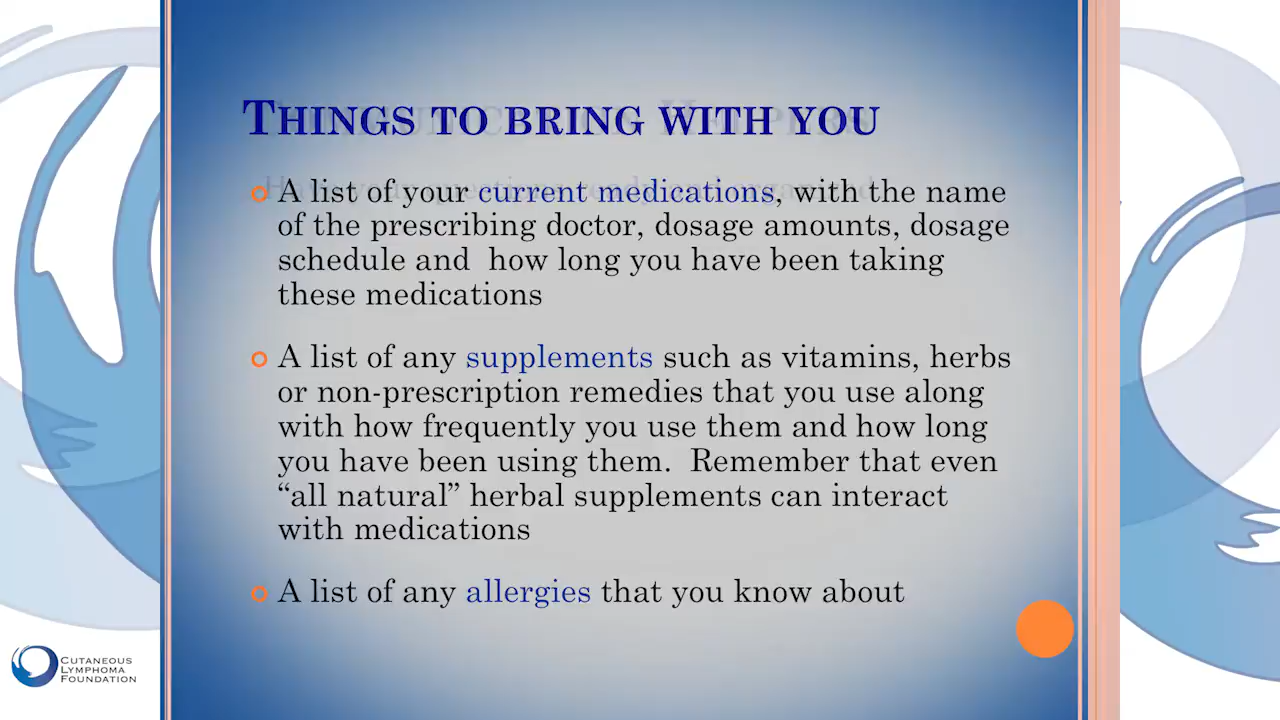 THINGS TO BRING WITH YOU
A list of your current medications, with the name
of the prescribing doctor, dosage amounts, dosage
schedule and how long you have been taking
these medications
A list of any supplements such as vitamins, herbs
or non-prescription remedies that you use along
with how frequently you use them and how long
you have been using them. Remember that even
“all natural” herbal supplements can interact
with medications
A list of any allergies that you know about
CUTANEOUS
LYMPHOMA
FOUNDATION